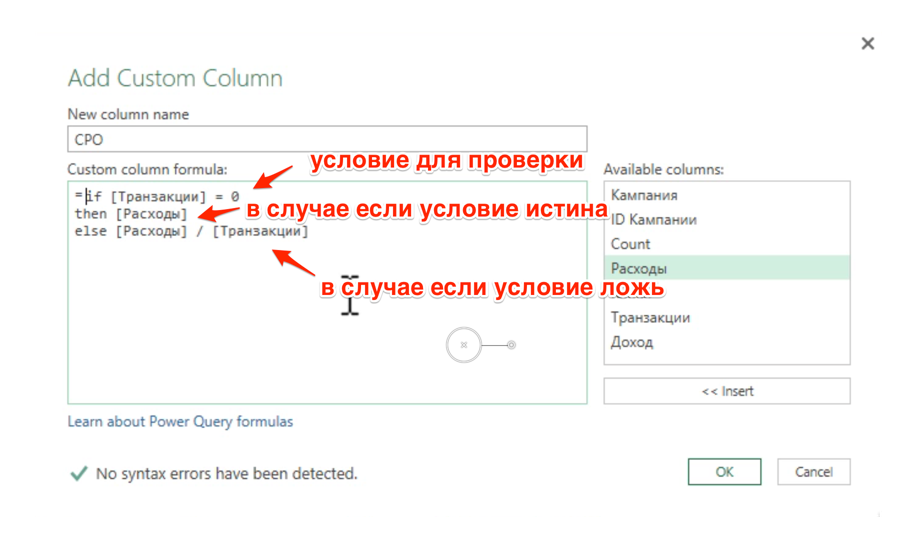 Add Custom Column
New column name
CPO
Custom column formula:
условие для проверки
Available columns:
=if [Транзакции] = 0
then [Расходы]
в случае если условие истина
else [Расходы] / [Транзакции]
в случае если условие ложь
Кампания
ID Кампании
Count
Расходы
Транзакции
Доход
<< Insert
Learn about Power Query formulas
No syntax errors have been detected.
OK
Cancel